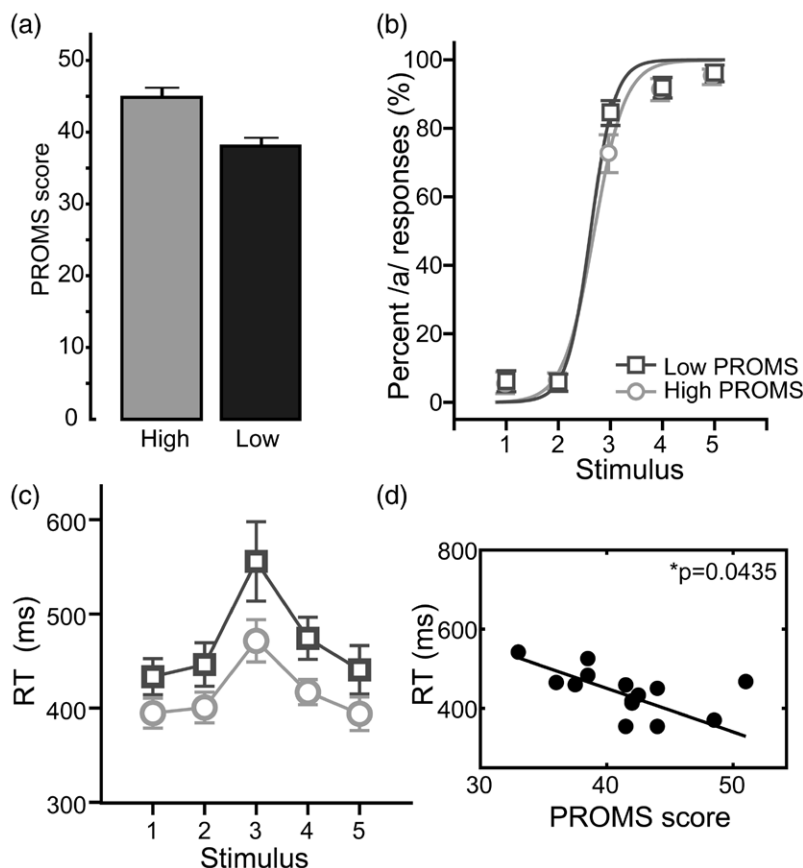 (a)
PROMS score
50
40
30
20
10
0
High Low
(b)
Percent /a/ responses (%)
100
80
60
40
20
0
Low PROMS
High PROMS
1 2 3 4 5
Stimulus
(c)
RT (ms)
600
500
400
300
1 2 3 4 5
Stimulus
(d)
RT (ms)
800
600
400
*p=0.0435
30 40 50
PROMS score